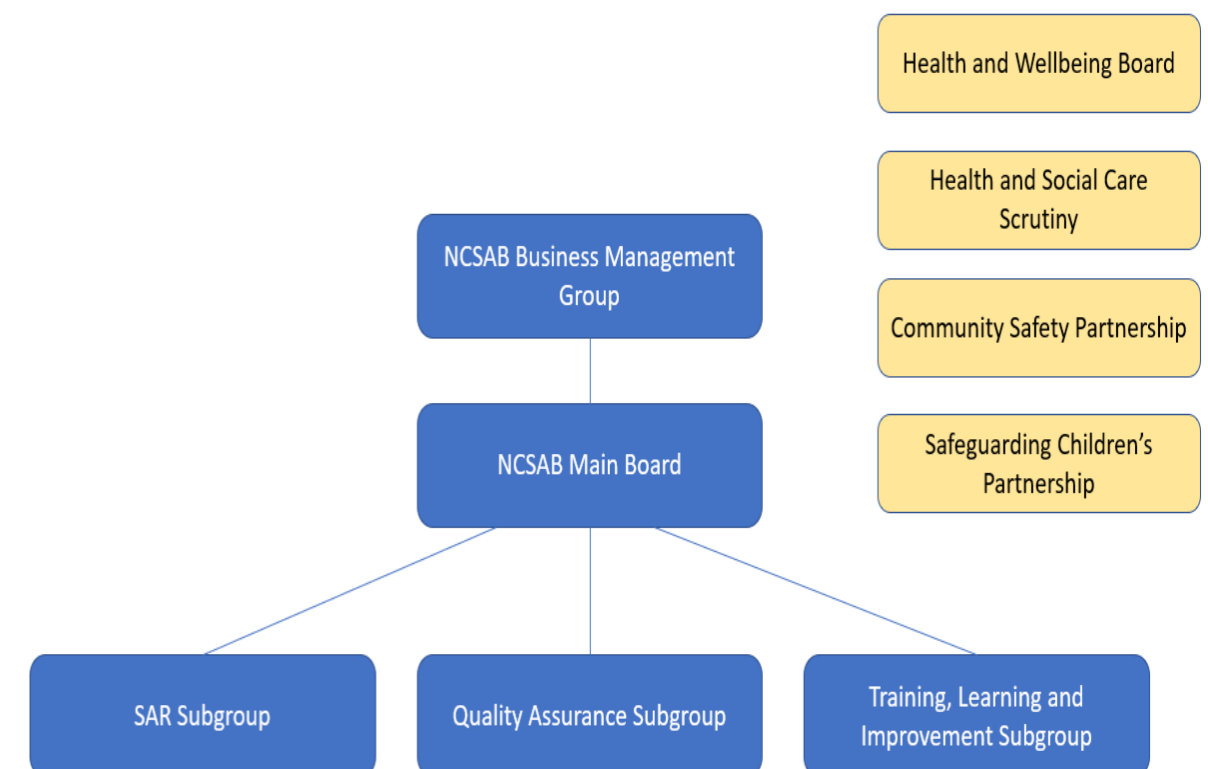 Health and Wellbeing Board
Health and Social Care
Scrutiny
NCSAB Business Management
Group
Community Safety Partnership
NCSAB Main Board
Safeguarding Children’s
Partnership
SAR Subgroup
Quality Assurance Subgroup
Training, Learning and
Improvement Subgroup